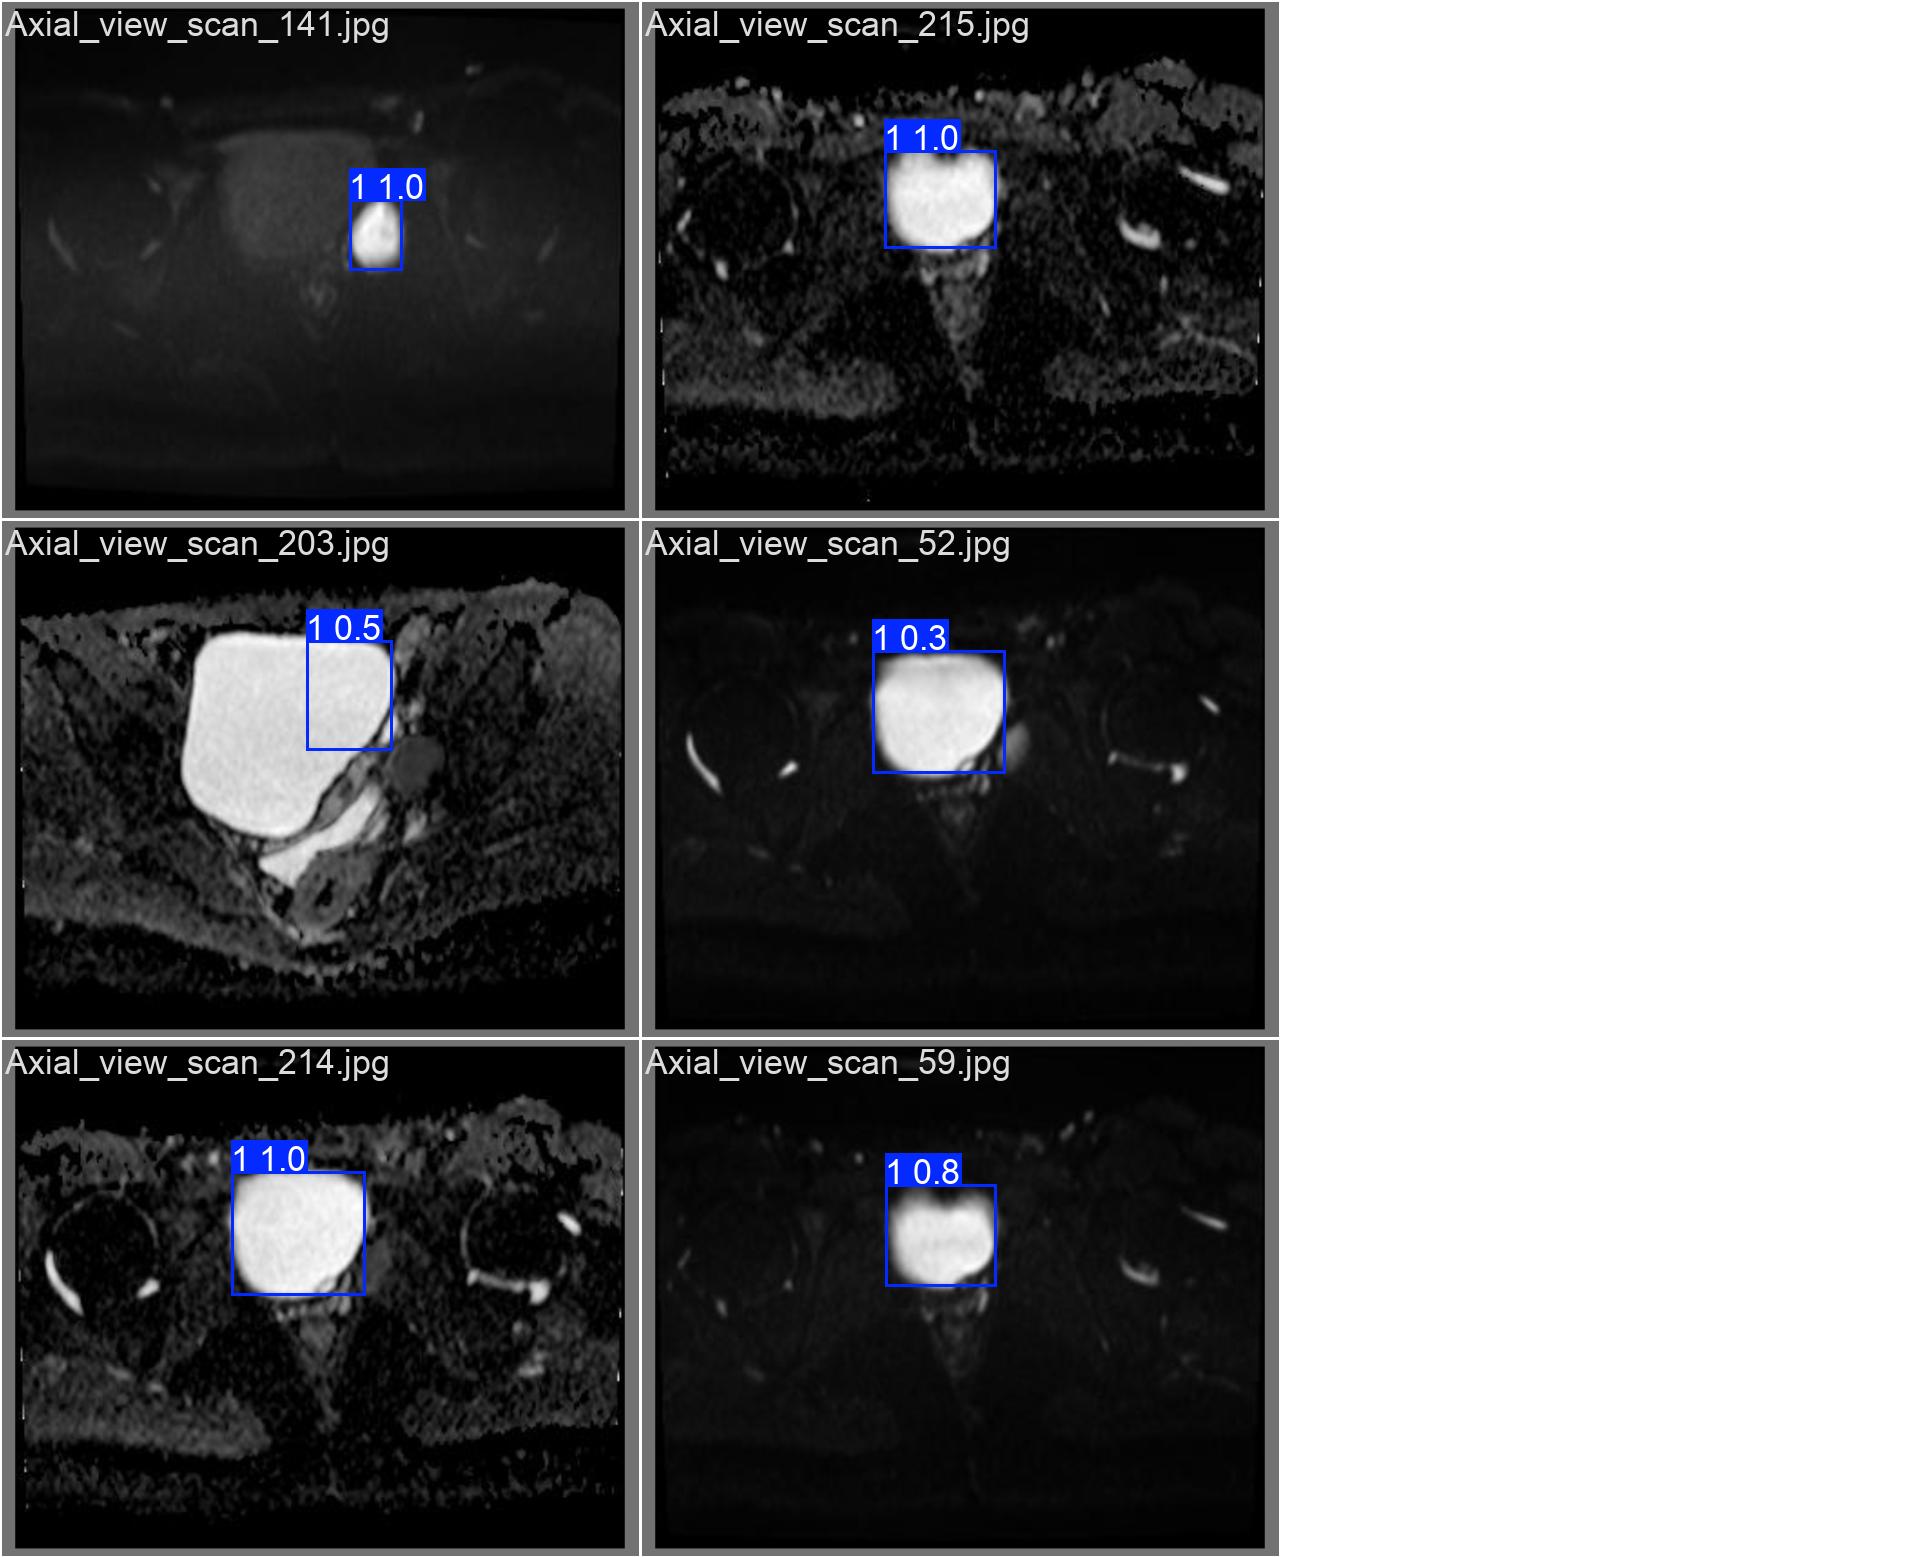 Axial_view_scan_141.jpg
1 1.0
Axial_view_scan_215.jpg
1 1.0
Axial_view_scan_203.jpg
1 0.5
Axial_view_scan_52.jpg
1 0.3
Axial_view_scan_214.jpg
1 1.0
Axial_view_scan_59.jpg
1 0.8